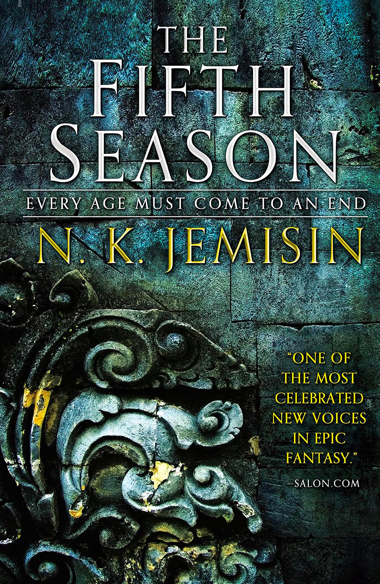 THE
FIFTH
SEASON
EVERY AGE MUST COME TO AN END
N. K. JEMISIN
"ONE OF
THE MOST
CELEBRATED
NEW VOICES
IN EPIC
FANTASY."
SALON.COM